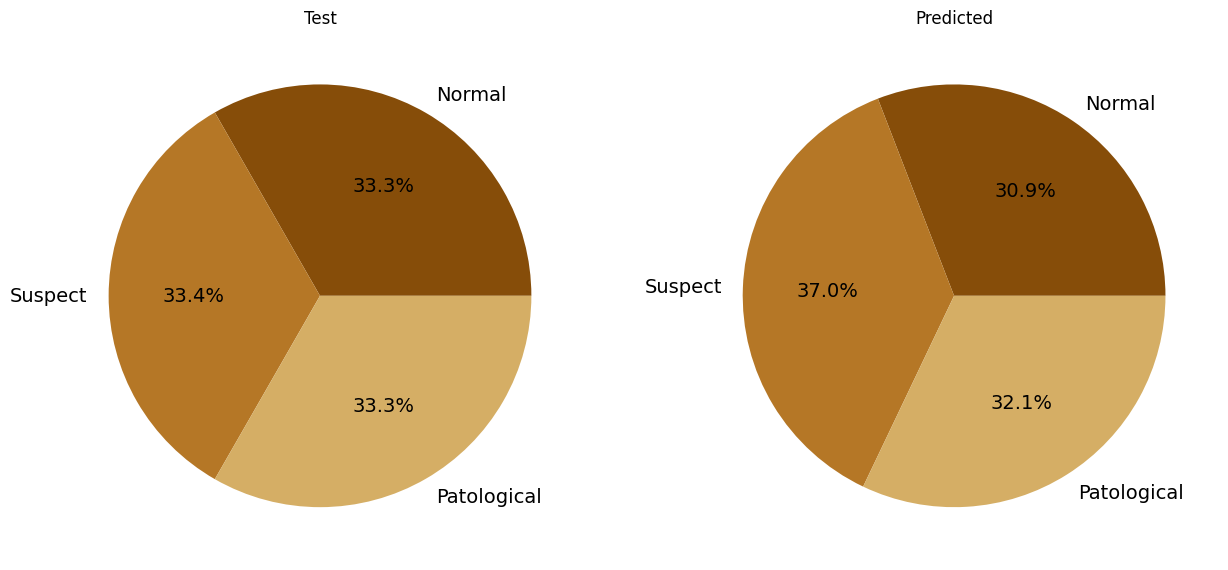 Test
Normal
33.3%
Suspect
33.4%
33.3%
Patological
Predicted
Normal
30.9%
Suspect
37.0%
32.1%
Patological